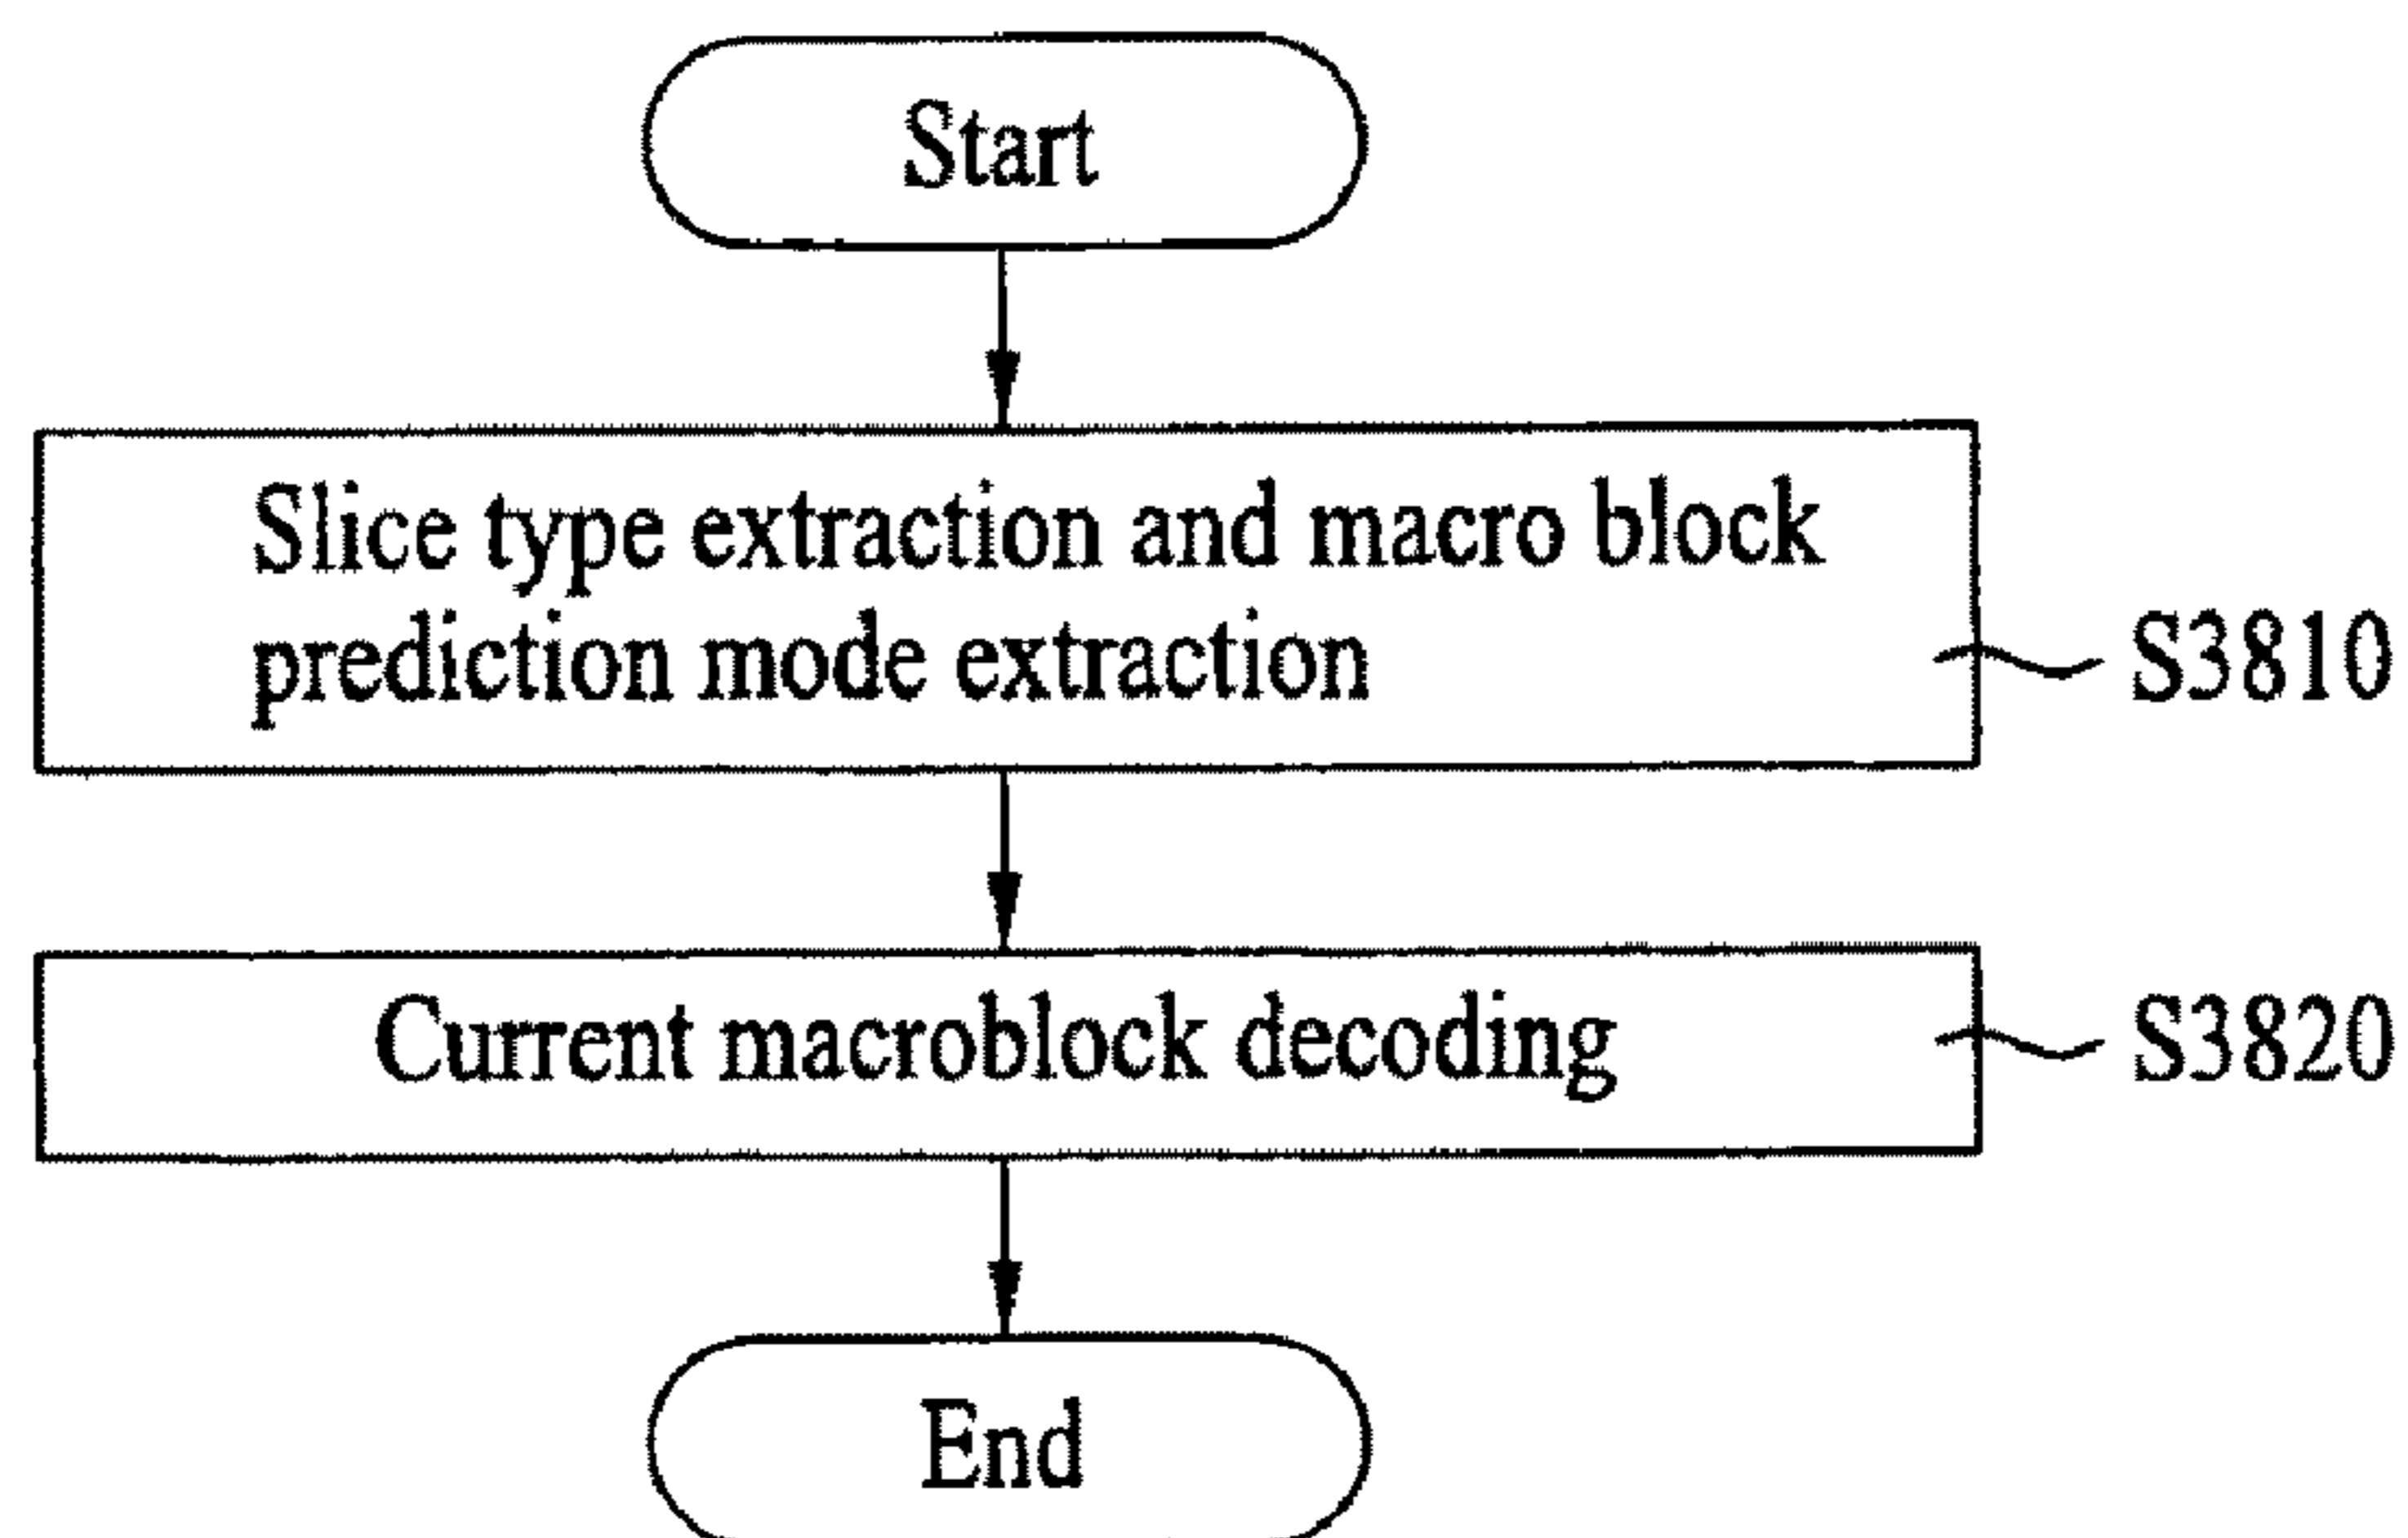 Start
Slice type extraction and macro block
prediction mode extraction
S3810
Current macroblock decoding
S3820
End